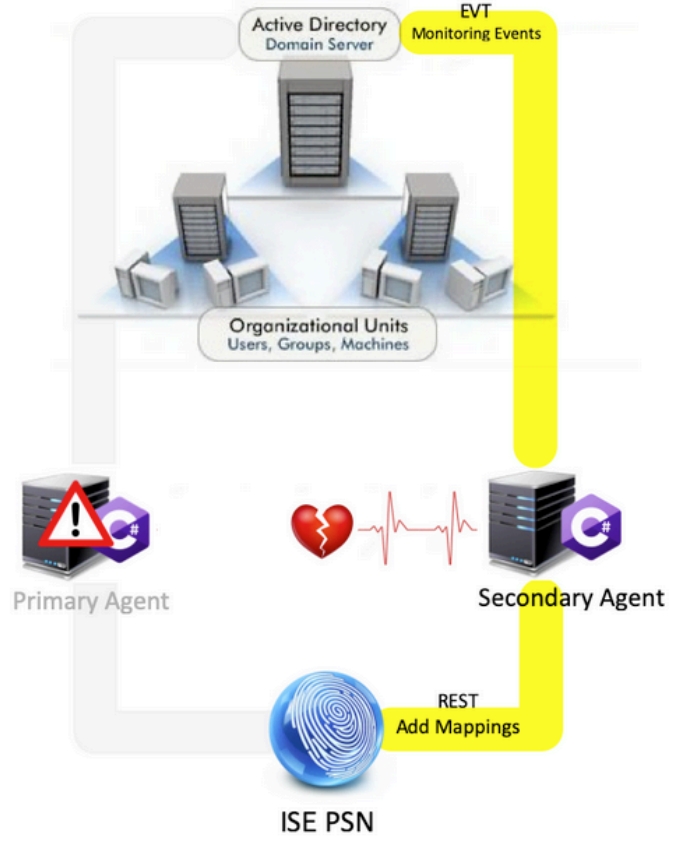 Active Directory
Domain Server
EVT
Monitoring Events
Organizational Units
Users, Groups, Machines
C#
C#
Primary Agent
Secondary Agent
REST
Add Mappings
ISE PSN